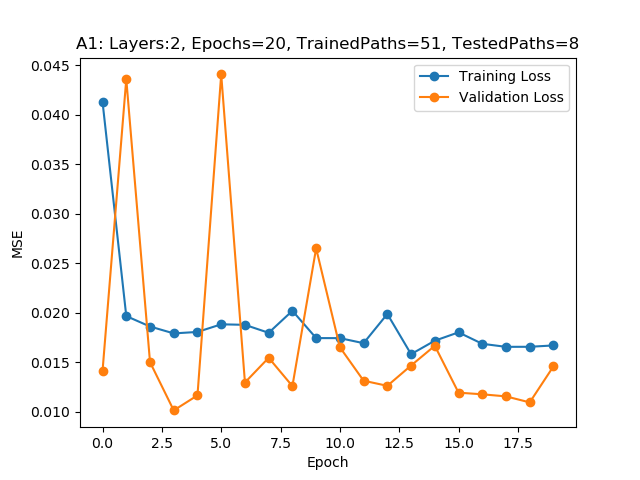 A1: Layers:2, Epochs=20, TrainedPaths=51, TestedPaths=8
Training Loss
Validation Loss
MSE
0.045
0.040
0.035
0.030
0.025
0.020
0.015
0.010
0.0 2.5 5.0 7.5 10.0 12.5 15.0 17.5
Epoch